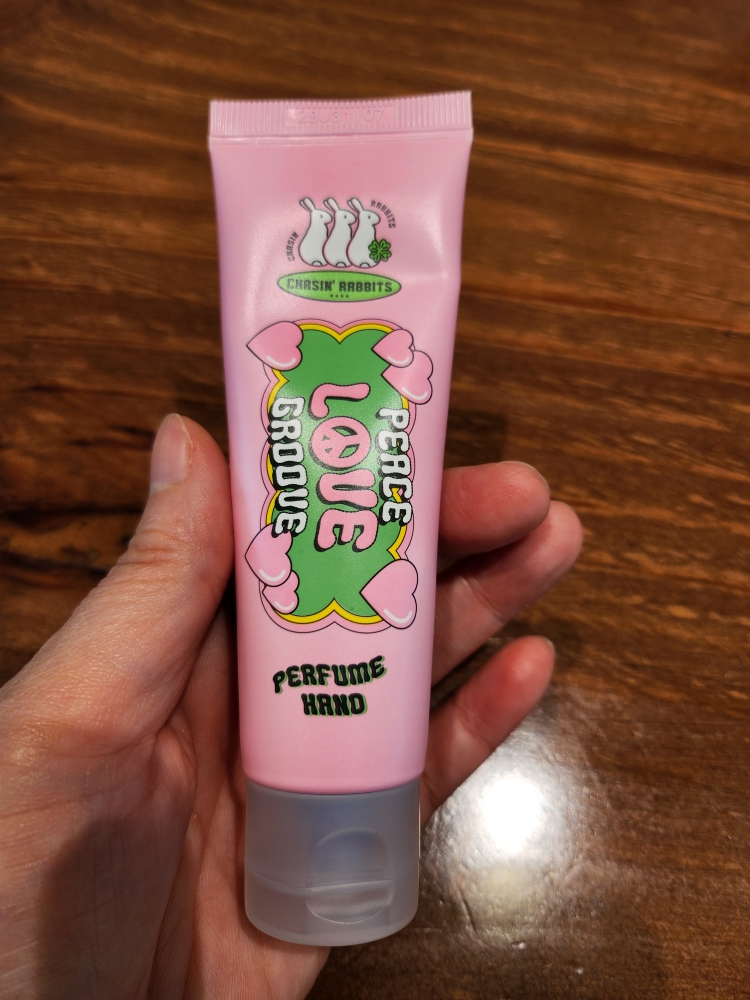 CHASIN' RABBITS
CHASIN' RABBITS
PEACE
LOVE
GROOVE
PERFUME
HAND